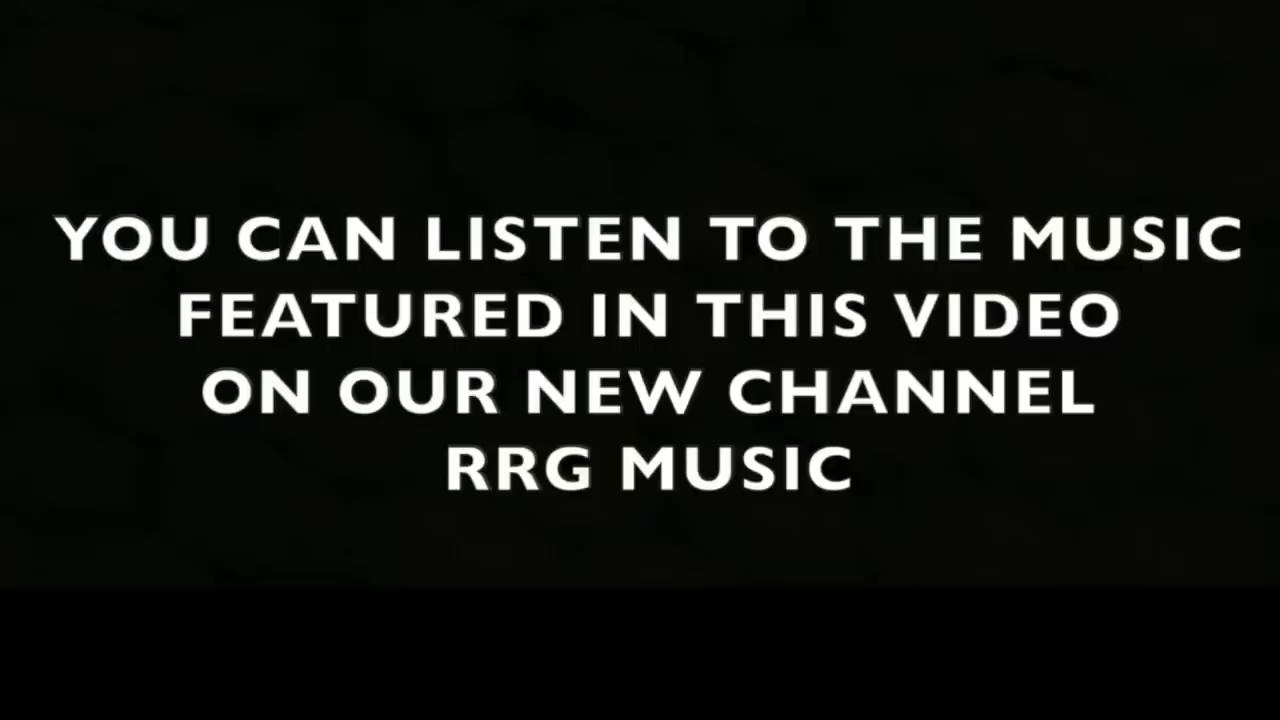 YOU CAN LISTEN TO THE MUSIC
FEATURED IN THIS VIDEO
ON OUR NEW CHANNEL
RRG MUSIC